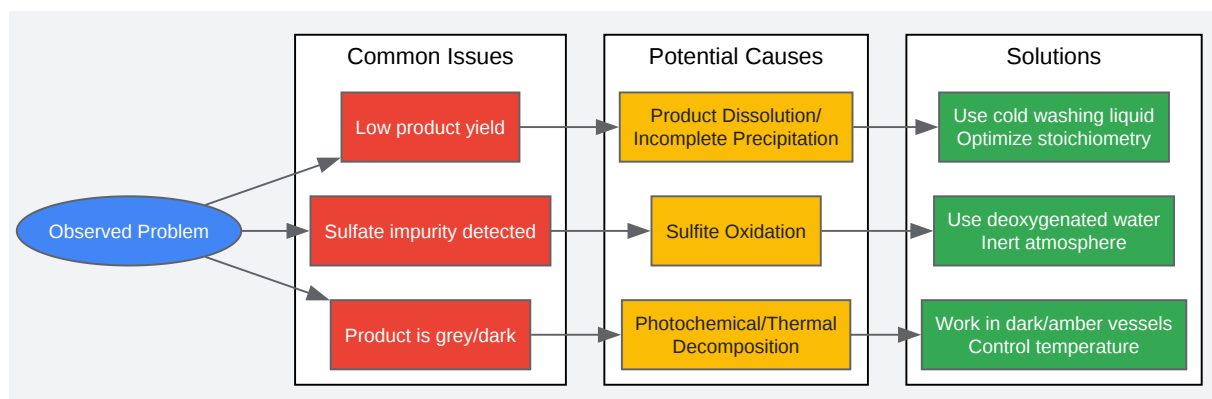 Common Issues
Potential Causes
Solutions
Observed Problem
Low product yield
Product Dissolution/
Incomplete Precipitation
Use cold washing liquid
Optimize stoichiometry
Sulfate impurity detected
Sulfite Oxidation
Use deoxygenated water
Inert atmosphere
Product is grey/dark
Photochemical/Thermal
Decomposition
Work in dark/amber vessels
Control temperature